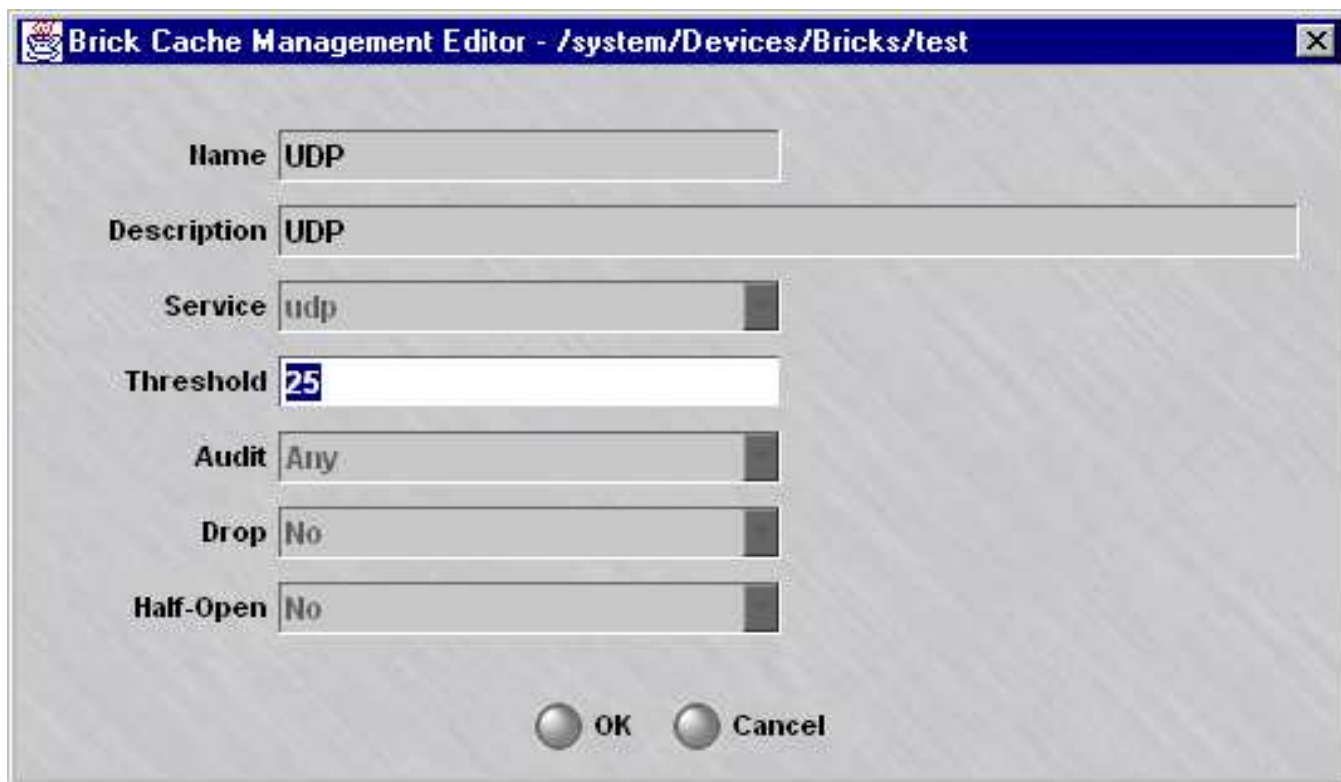 Brick Cache Management Editor - /system/Devices/Bricks/test
Name UDP
Description UDP
Service udp
Threshold 25
Audit Any
Drop No
Half-Open No
OK Cancel